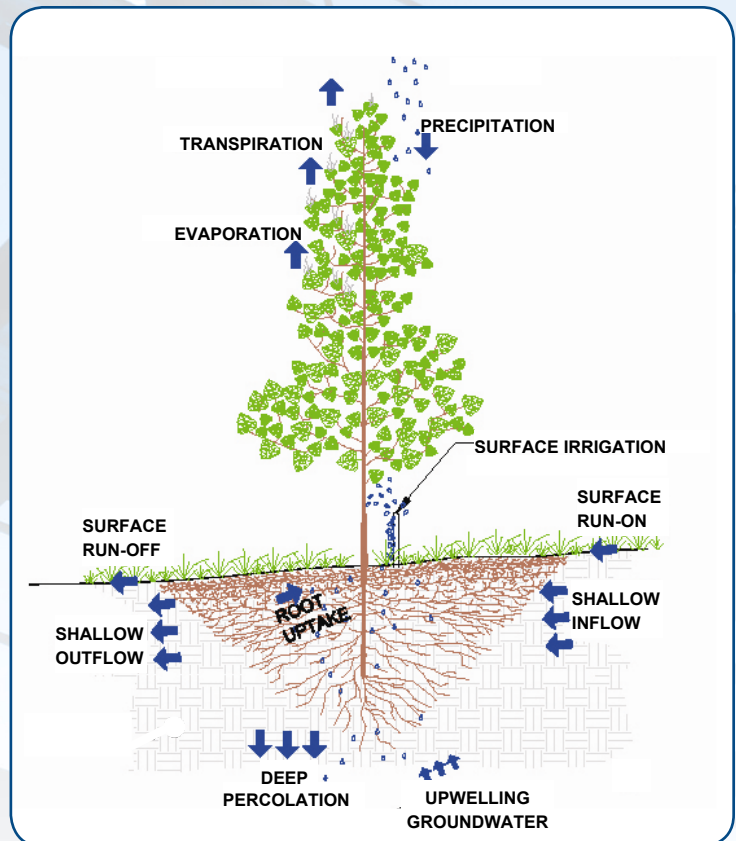 PRECIPITATION
TRANSPIRATION
EVAPORATION
SURFACE IRRIGATION
SURFACE
RUN-ON
SURFACE
RUN-OFF
ROOT
UPTAKE
SHALLOW
INFLOW
SHALLOW
OUTFLOW
DEEP
PERCOLATION
UPWELLING
GROUNDWATER